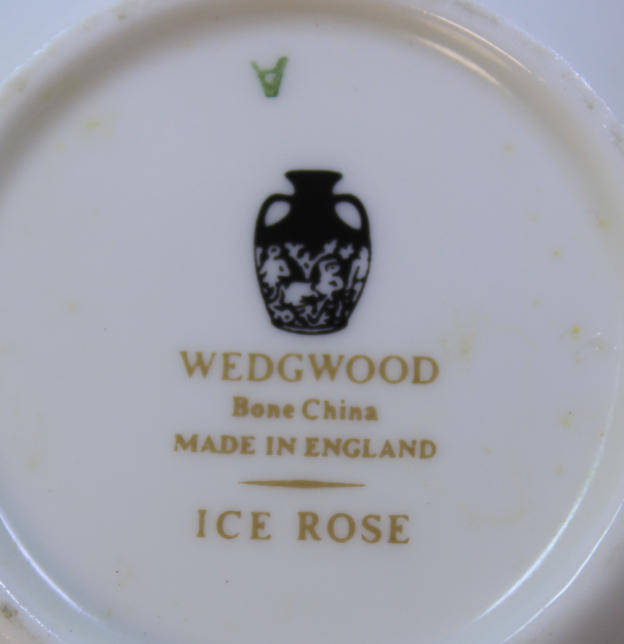 A
WEDGWOOD
Bone China
MADE IN ENGLAND
ICE ROSE